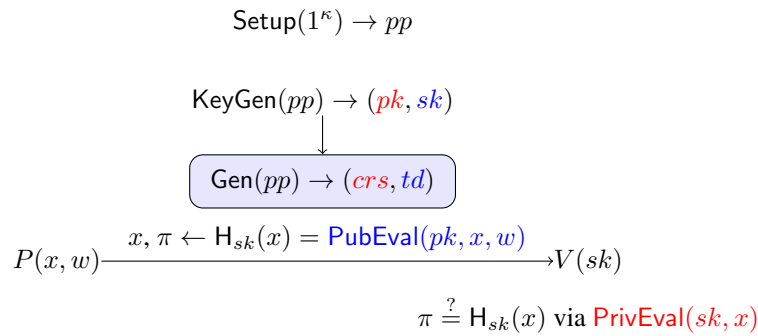 Setup(1^κ) → pp
KeyGen(pp) → (pk, sk)
Gen(pp) → (crs, td)
x, π ← H_sk(x) = PubEval(pk, x, w)
P(x, w) V(sk)
π ≟ H_sk(x) via PrivEval(sk, x)